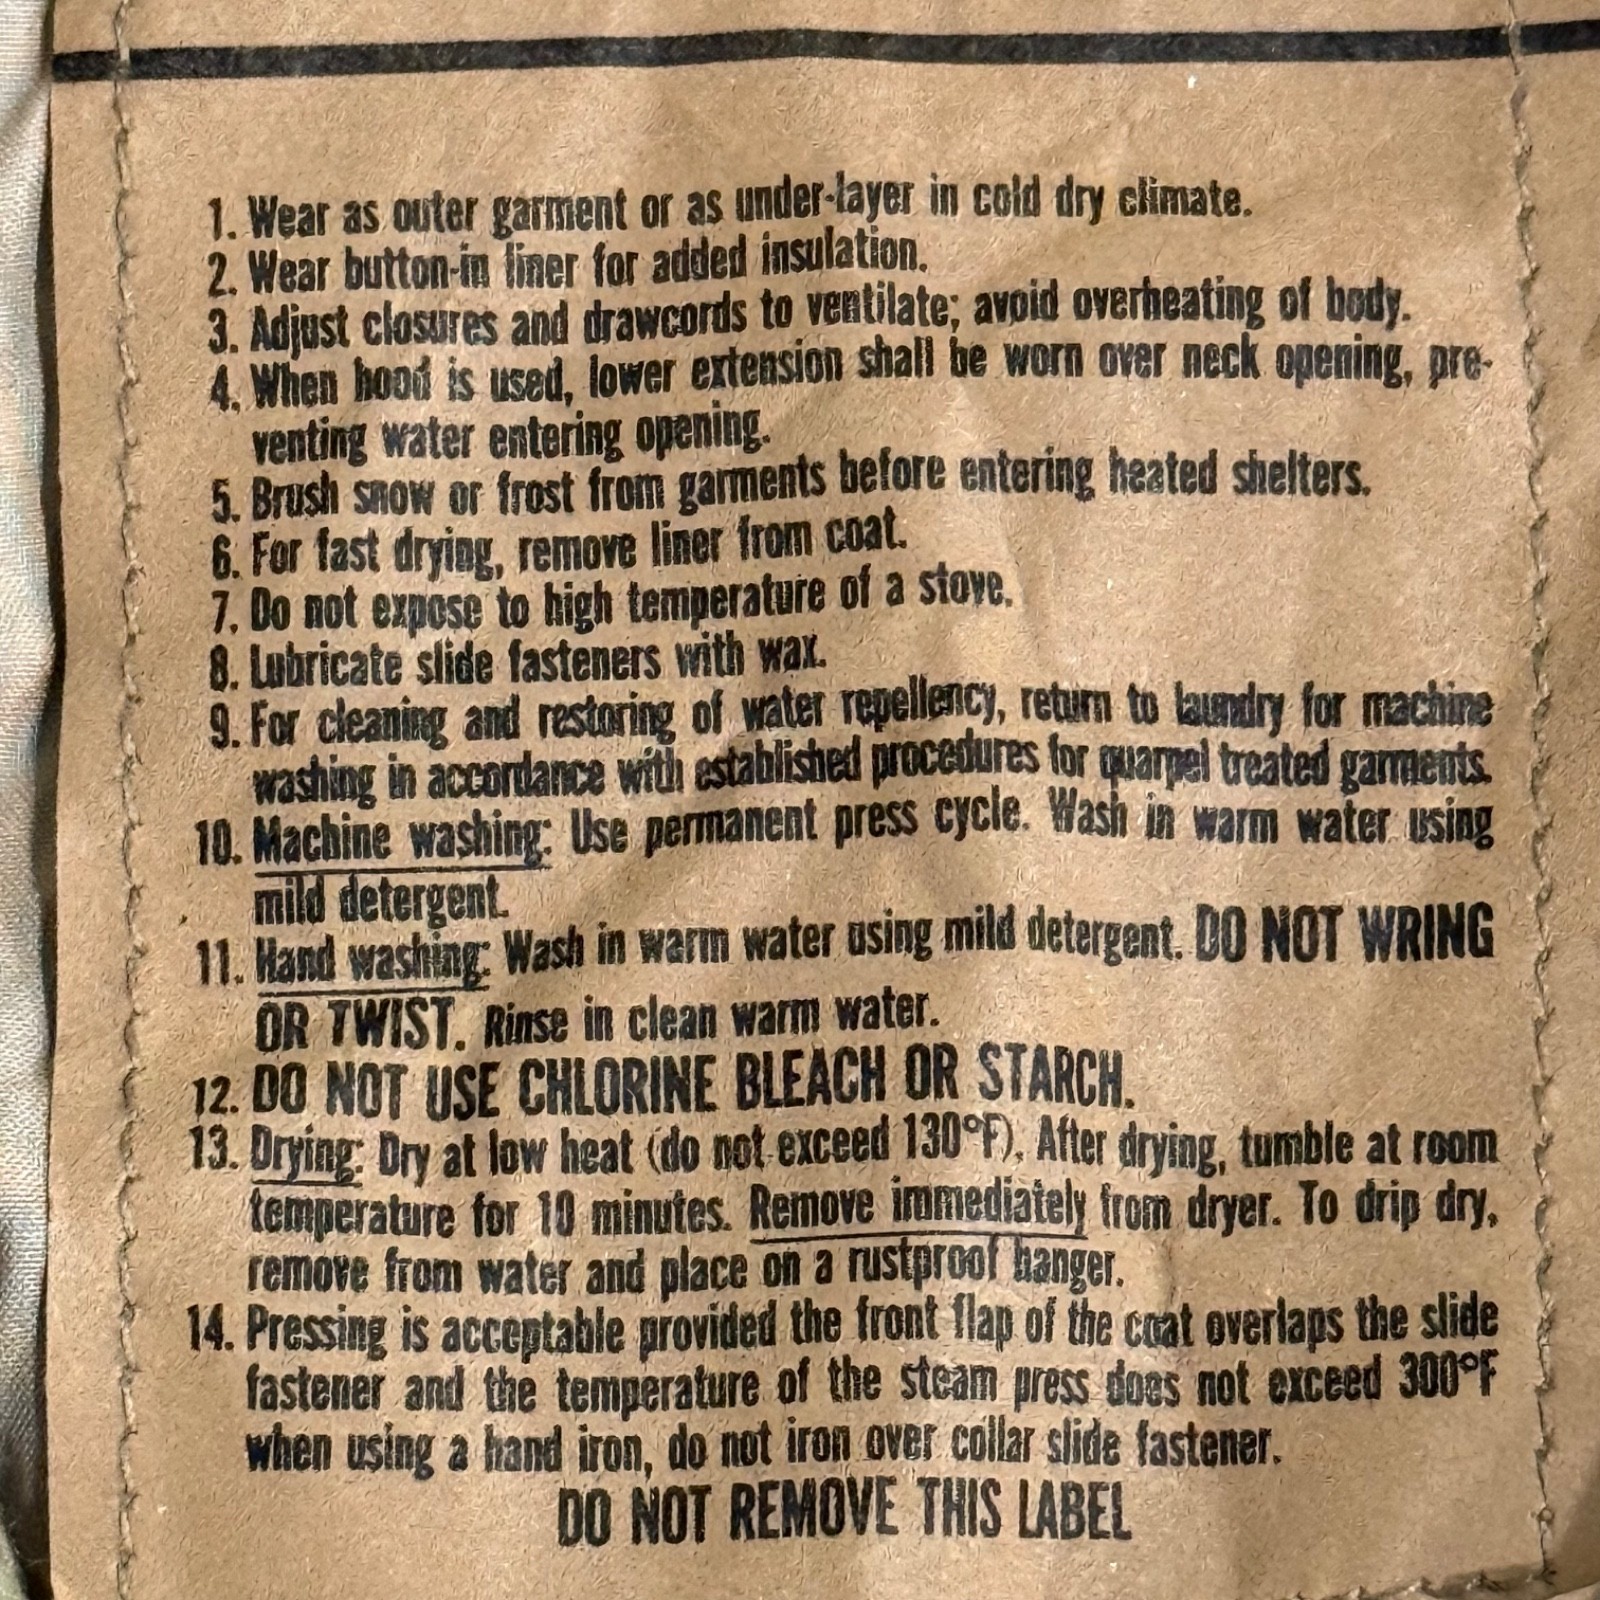 1. Wear as outer garment or as under-layer in cold dry climate.
2. Wear button-in liner for added insulation.
3. Adjust closures and drawcords to ventilate; avoid overheating of body.
4. When hood is used, lower extension shall be worn over neck opening, pre-
venting water entering opening.
5. Brush snow or frost from garments before entering heated shelters.
6. For fast drying, remove liner from coat.
7. Do not expose to high temperature of a stove.
8. Lubricate slide fasteners with wax.
9. For cleaning and restoring of water repellency, return to laundry for machine
washing in accordance with established procedures for quarpel treated garments.
10. Machine washing: Use permanent press cycle. Wash in warm water using
mild detergent.
11. Hand washing: Wash in warm water using mild detergent. DO NOT WRING
OR TWIST. Rinse in clean warm water.
12. DO NOT USE CHLORINE BLEACH OR STARCH.
13. Drying: Dry at low heat (do not exceed 130°F). After drying, tumble at room
temperature for 10 minutes. Remove immediately from dryer. To drip dry,
remove from water and place on a rustproof hanger.
14. Pressing is acceptable provided the front flap of the coat overlaps the slide
fastener and the temperature of the steam press does not exceed 300°F
when using a hand iron, do not iron over collar slide fastener.
DO NOT REMOVE THIS LABEL